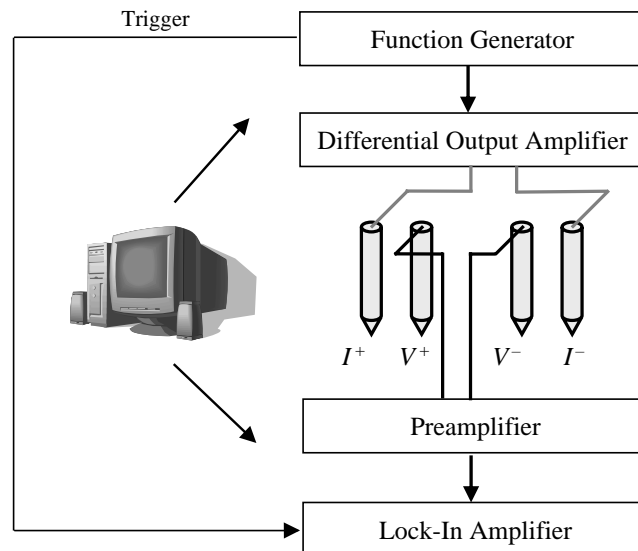 Trigger
Function Generator
Differential Output Amplifier
I⁺ V⁺ V⁻ I⁻
Preamplifier
Lock-In Amplifier